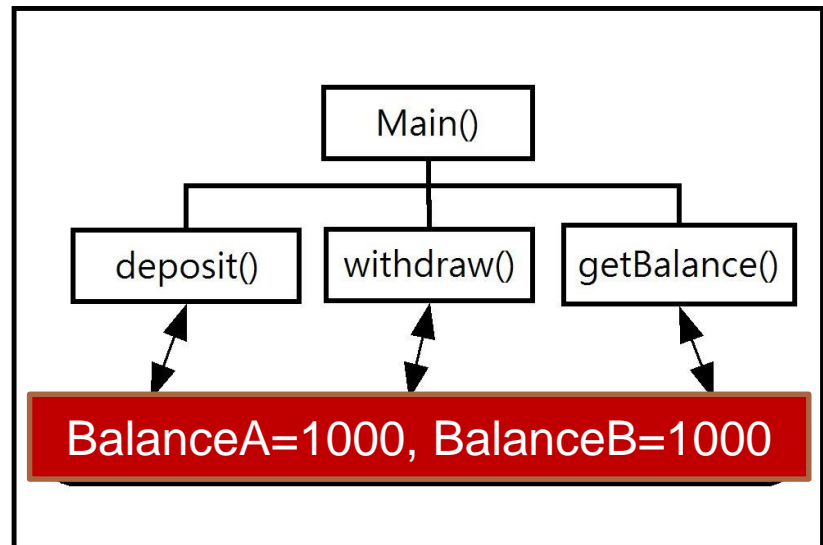 Main()
deposit() withdraw() getBalance()
BalanceA=1000, BalanceB=1000